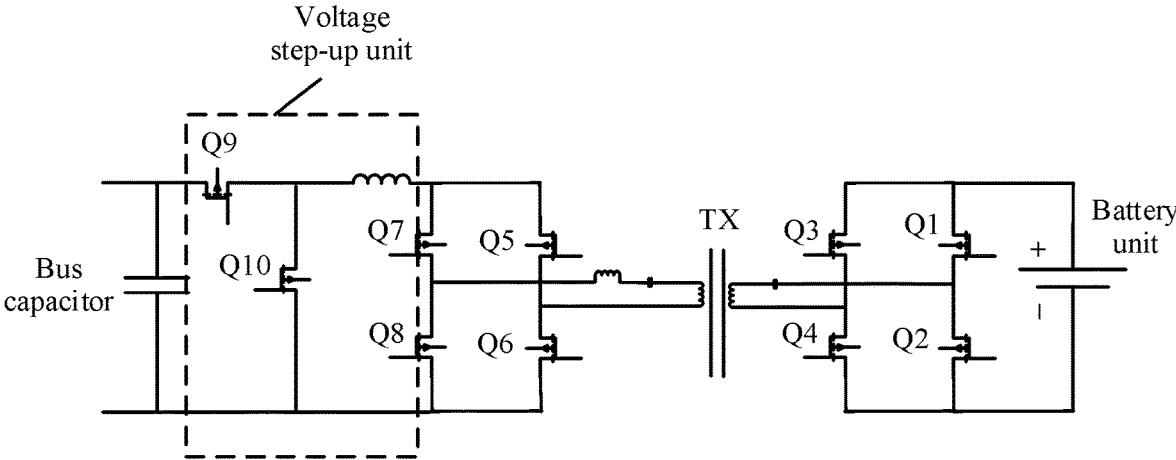 Voltage
step-up unit
Q9
Q7
Q5
TX
Q3
Q1
Battery
unit
+
Bus
capacitor
Q10
Q8
Q6
Q4
Q2
−